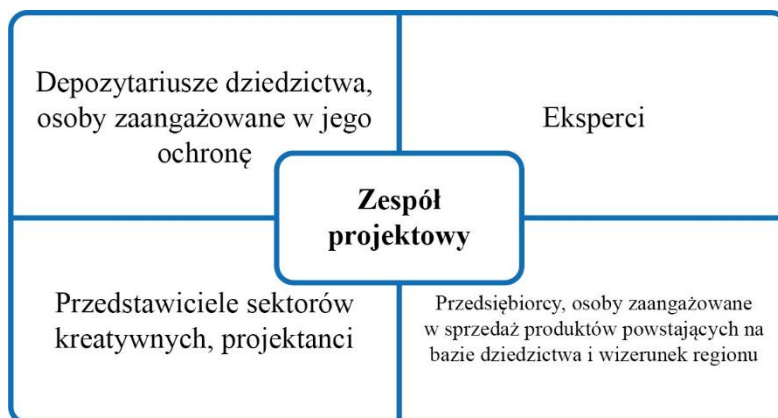 Depozytariusze dziedzictwa,
osoby zaangażowane w jego
ochronę
Eksperci
Zespół
projektowy
Przedstawiciele sektorów
kreatywnych, projektanci
Przedsiębiorcy, osoby zaangażowane
w sprzedaż produktów powstających na
bazie dziedzictwa i wizerunek regionu